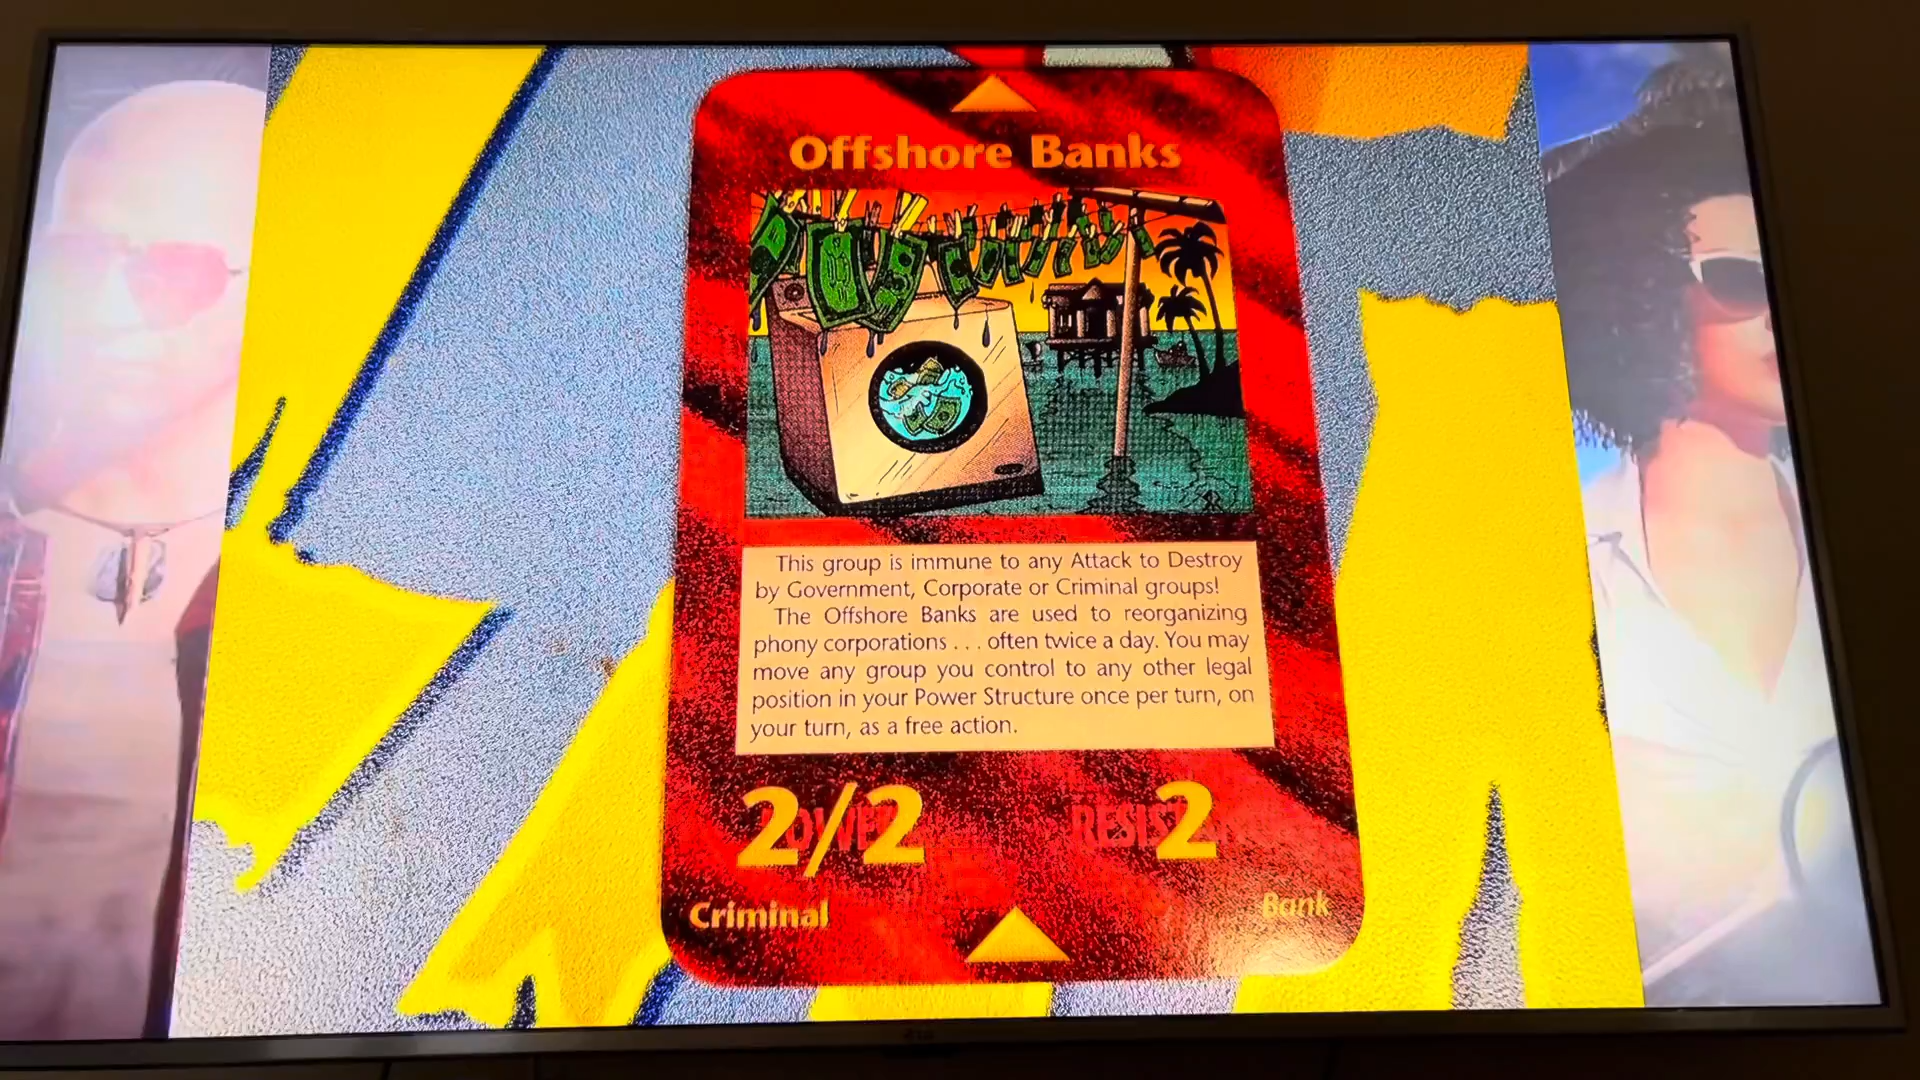 Offshore Banks
This group is immune to any Attack to Destroy
by Government, Corporate or Criminal groups!
The Offshore Banks are used to reorganizing
phony corporations . . . often twice a day. You may
move any group you control to any other legal
position in your Power Structure once per turn, on
your turn, as a free action.
2/2 2
Criminal Bank